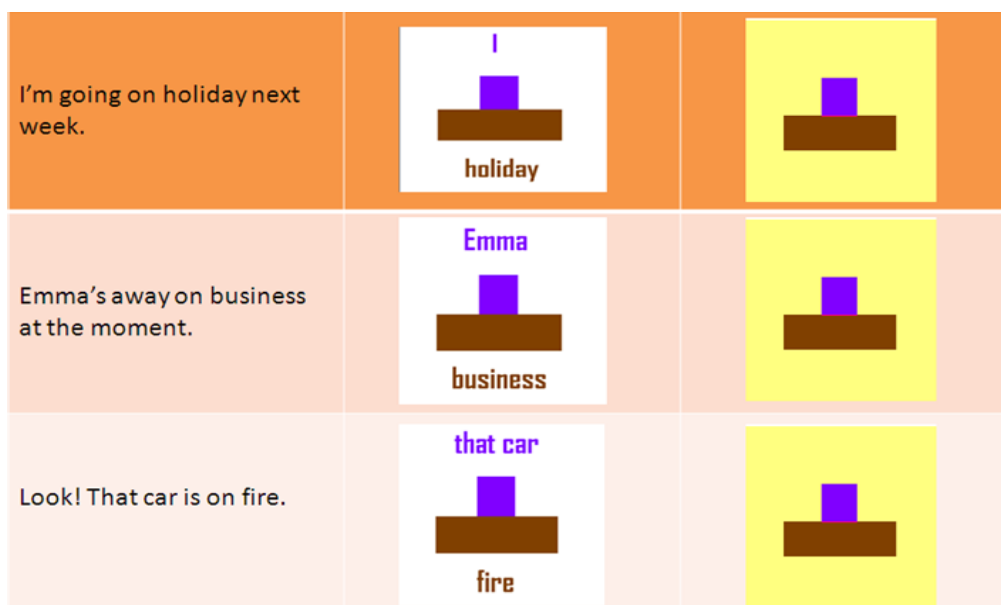 I'm going on holiday next
week.
I
holiday
Emma's away on business
at the moment.
Emma
business
Look! That car is on fire.
that car
fire